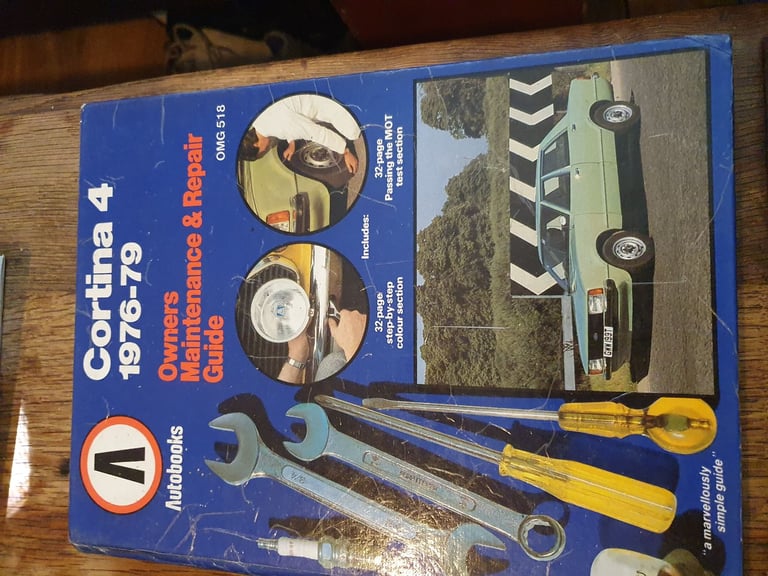 Cortina 4
1976-79
Owners
Maintenance & Repair
Guide
OMG 518
Autobooks
Includes:
32-page
step-by-step
colour section
32-page
Passing the MOT
test section
"a marvellously
simple guide"